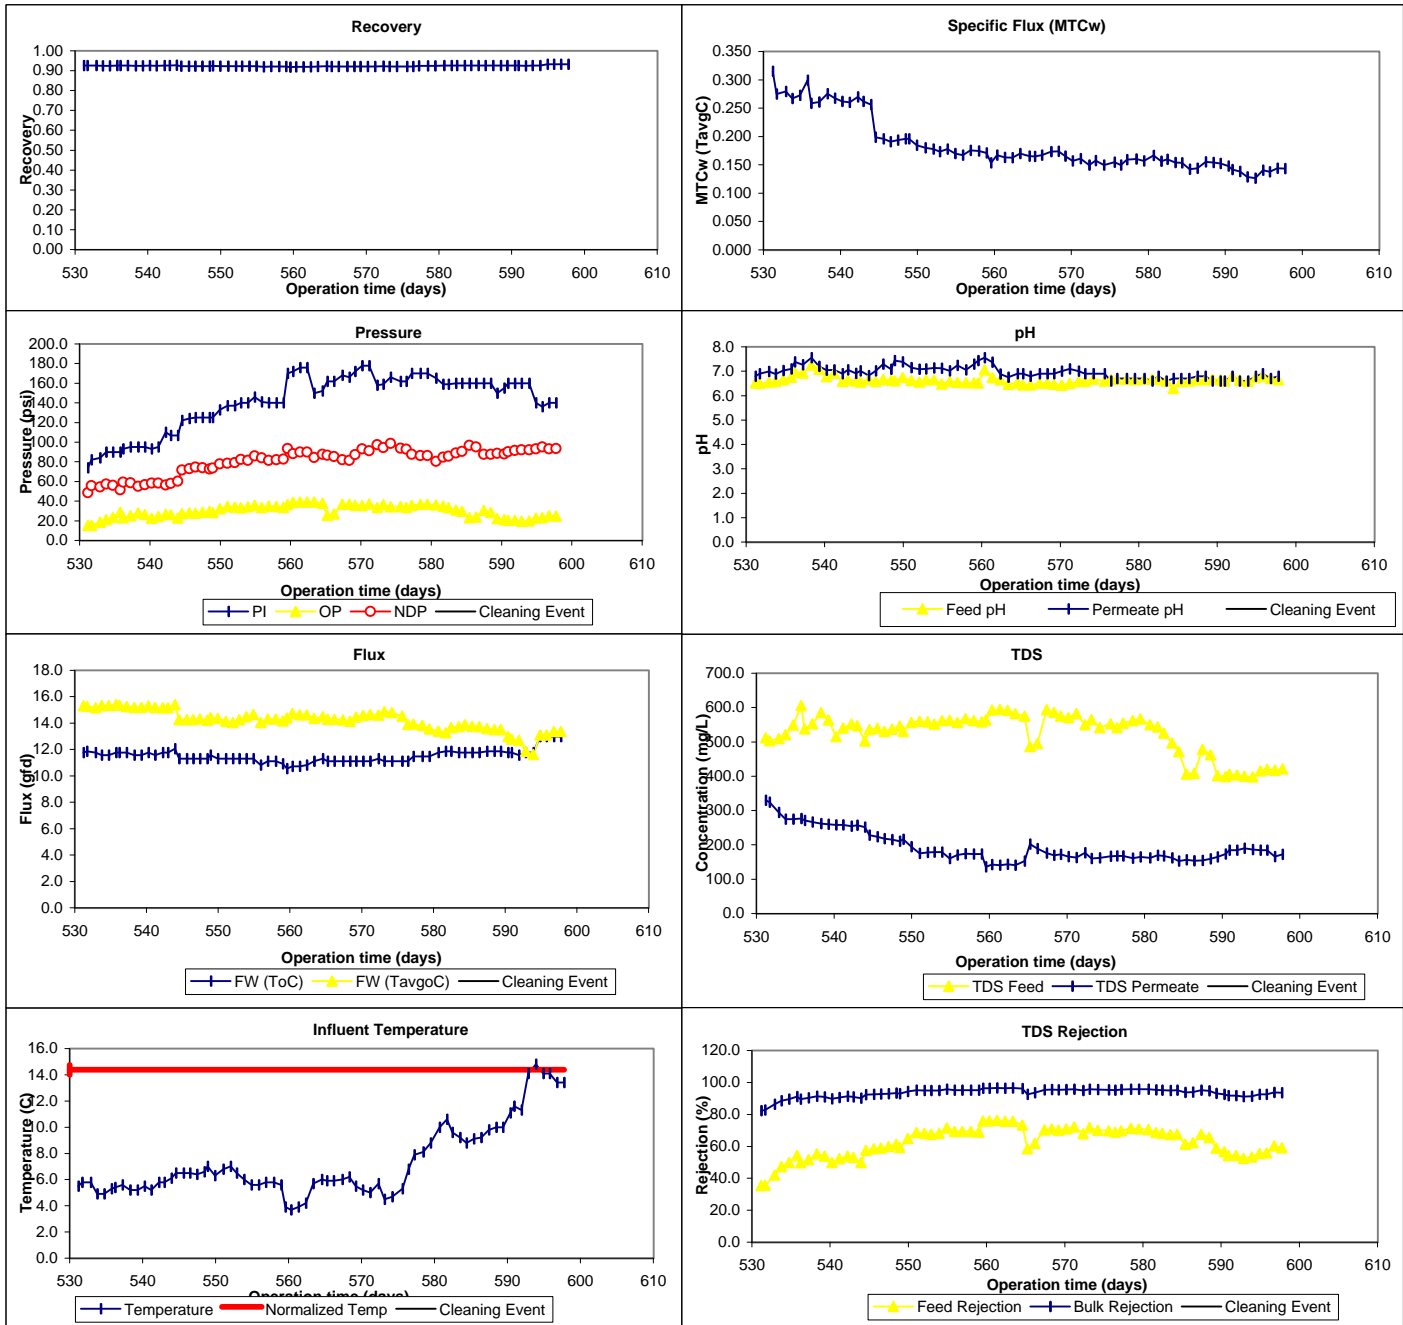 Recovery
1.00
0.90
0.80
0.70
0.60
0.50
0.40
0.30
0.20
0.10
0.00
Recovery
530 540 550 560 570 580 590 600 610
Operation time (days)
Specific Flux (MTCw)
0.350
0.300
0.250
0.200
0.150
0.100
0.050
0.000
MTCw (TavgC)
530 540 550 560 570 580 590 600 610
Operation time (days)
Pressure
200.0
180.0
160.0
140.0
120.0
100.0
80.0
60.0
40.0
20.0
0.0
Pressure (psi)
530 540 550 560 570 580 590 600 610
Operation time (days)
PI OP NDP Cleaning Event
pH
8.0
7.0
6.0
5.0
4.0
3.0
2.0
1.0
0.0
pH
530 540 550 560 570 580 590 600 610
Operation time (days)
Feed pH Permeate pH Cleaning Event
Flux
18.0
16.0
14.0
12.0
10.0
8.0
6.0
4.0
2.0
0.0
Flux (gfd)
530 540 550 560 570 580 590 600 610
Operation time (days)
FW (ToC) FW (TavgoC) Cleaning Event
TDS
700.0
600.0
500.0
400.0
300.0
200.0
100.0
0.0
Concentration (mg/L)
530 540 550 560 570 580 590 600 610
Operation time (days)
TDS Feed TDS Permeate Cleaning Event
Influent Temperature
16.0
14.0
12.0
10.0
8.0
6.0
4.0
2.0
0.0
Temperature (C)
530 540 550 560 570 580 590 600 610
Operation time (days)
Temperature Normalized Temp Cleaning Event
TDS Rejection
120.0
100.0
80.0
60.0
40.0
20.0
0.0
Rejection (%)
530 540 550 560 570 580 590 600 610
Operation time (days)
Feed Rejection Bulk Rejection Cleaning Event